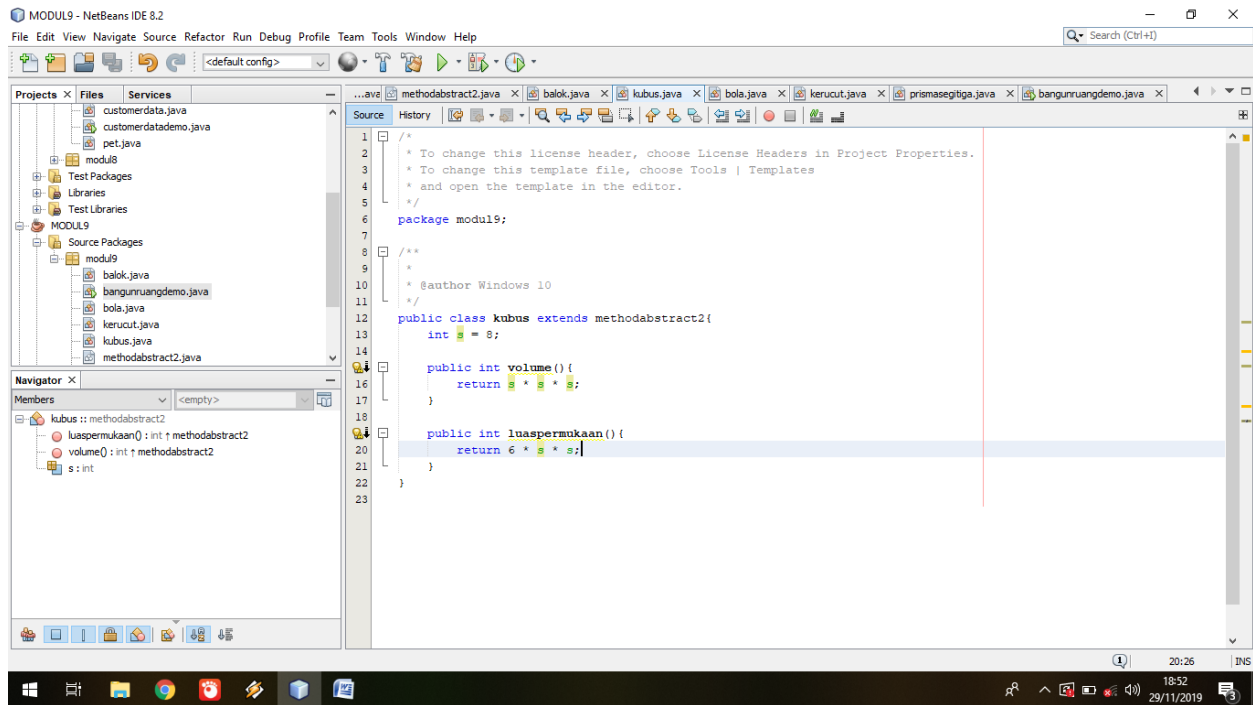 MODUL9 - NetBeans IDE 8.2
File Edit View Navigate Source Refactor Run Debug Profile Team Tools Window Help
Search (Ctrl+I)
<default config>
Projects Files Services
customerdata.java
customerdatademo.java
pet.java
modul8
Test Packages
Libraries
Test Libraries
MODUL9
Source Packages
modul9
balok.java
bangunruangdemo.java
bola.java
kerucut.java
kubus.java
methodabstract2.java
Navigator
Members <empty>
kubus :: methodabstract2
luaspermukaan() : int ↑ methodabstract2
volume() : int ↑ methodabstract2
s : int
...ava methodabstract2.java balok.java kubus.java bola.java kerucut.java prismasegitiga.java bangunruangdemo.java
Source History
1 /*
2 * To change this license header, choose License Headers in Project Properties.
3 * To change this template file, choose Tools | Templates
4 * and open the template in the editor.
5 */
6 package modul9;
7
8 /**
9 *
10 * @author Windows 10
11 */
12 public class kubus extends methodabstract2{
13 int s = 8;
14
public int volume(){
16 return s * s * s;
17 }
18
public int luaspermukaan(){
20 return 6 * s * s;
21 }
22 }
23
1 20:26 INS
18:52
29/11/2019
3